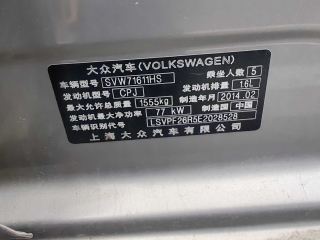 大众汽车(VOLKSWAGEN)
车辆型号 SVW71611HS 乘坐人数 5
发动机型号 CPJ 发动机排量 1.6L
最大允许总质量 1555kg 制造年月 2014.02
发动机最大净功率 77 kW 制造国 中国
车辆识别代号 LSVPF26R5E2028528
上海大众汽车有限公司